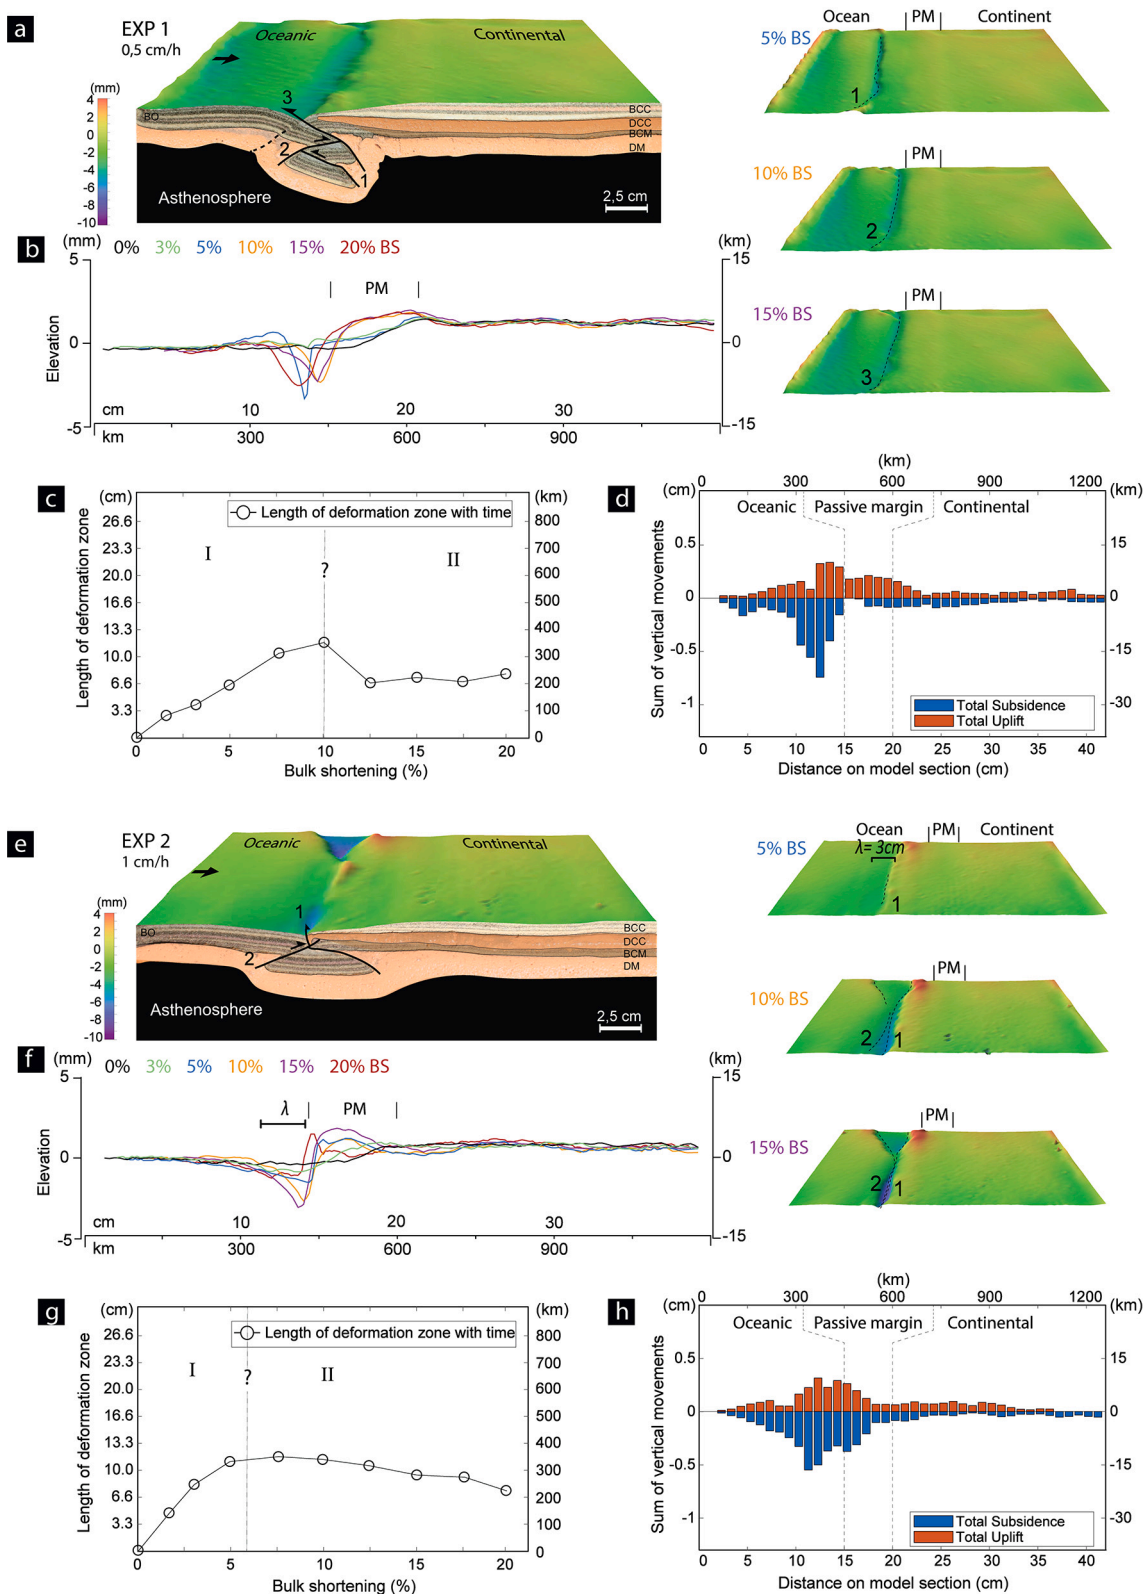 a
EXP 1
0,5 cm/h
Oceanic
Continental
(mm)
4
2
0
-2
-4
-6
-8
-10
BO
3
2
1
BCC
DCC
BCM
DM
Asthenosphere
2,5 cm
Ocean
PM
Continent
5% BS
1
10% BS
PM
2
15% BS
PM
3
b
(mm)
0% 3% 5% 10% 15% 20% BS
(km)
5
15
PM
Elevation
0
0
cm 10 20 30
-5
-15
km 300 600 900
c
(cm)
(km)
Length of deformation zone with time
26.6
23.3
20.0
16.6
13.3
10.0
6.6
3.3
Length of deformation zone
I
?
II
800
700
600
500
400
300
200
100
0
0 5 10 15 20
Bulk shortening (%)
d
(km)
0 300 600 900 1200
(cm)
(km)
Oceanic Passive margin Continental
0.5
0
-0.5
-1
Sum of vertical movements
15
0
-15
-30
Total Subsidence
Total Uplift
0 5 10 15 20 25 30 35 40
Distance on model section (cm)
e
EXP 2
1 cm/h
Oceanic
Continental
(mm)
4
2
0
-2
-4
-6
-8
-10
BO
1
2
BCC
DCC
BCM
DM
Asthenosphere
2,5 cm
Ocean
PM
Continent
5% BS
λ= 3cm
1
PM
10% BS
2
1
PM
15% BS
2
1
f
(mm)
0% 3% 5% 10% 15% 20% BS
(km)
5
15
λ
PM
Elevation
0
0
cm 10 20 30
-5
-15
km 300 600 900
g
(cm)
(km)
Length of deformation zone with time
26.6
23.3
20.0
16.6
13.3
10.0
6.6
3.3
Length of deformation zone
I
?
II
800
700
600
500
400
300
200
100
0
0 5 10 15 20
Bulk shortening (%)
h
(km)
0 300 600 900 1200
(cm)
(km)
Oceanic Passive margin Continental
0.5
0
-0.5
-1
Sum of vertical movements
15
0
-15
-30
Total Subsidence
Total Uplift
0 5 10 15 20 25 30 35 40
Distance on model section (cm)